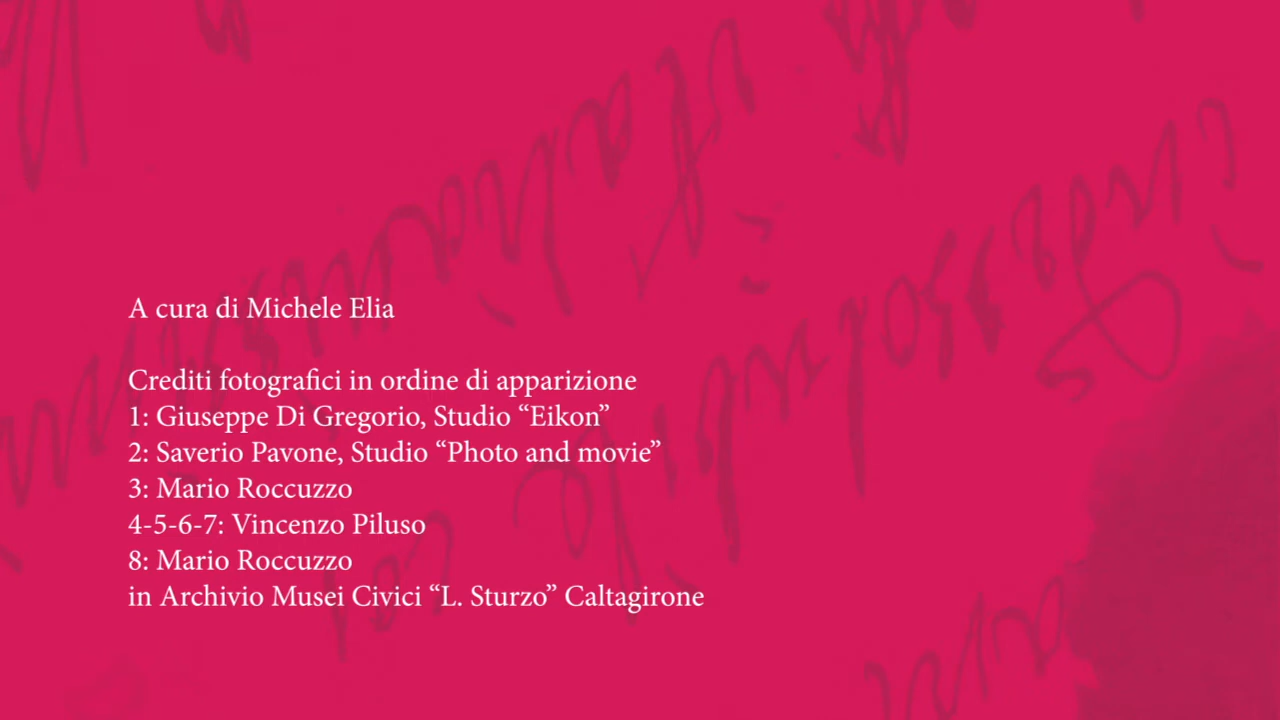 A cura di Michele Elia
Crediti fotografici in ordine di apparizione
1: Giuseppe Di Gregorio, Studio “Eikon”
2: Saverio Pavone, Studio “Photo and movie”
3: Mario Roccuzzo
4-5-6-7: Vincenzo Piluso
8: Mario Roccuzzo
in Archivio Musei Civici “L. Sturzo” Caltagirone